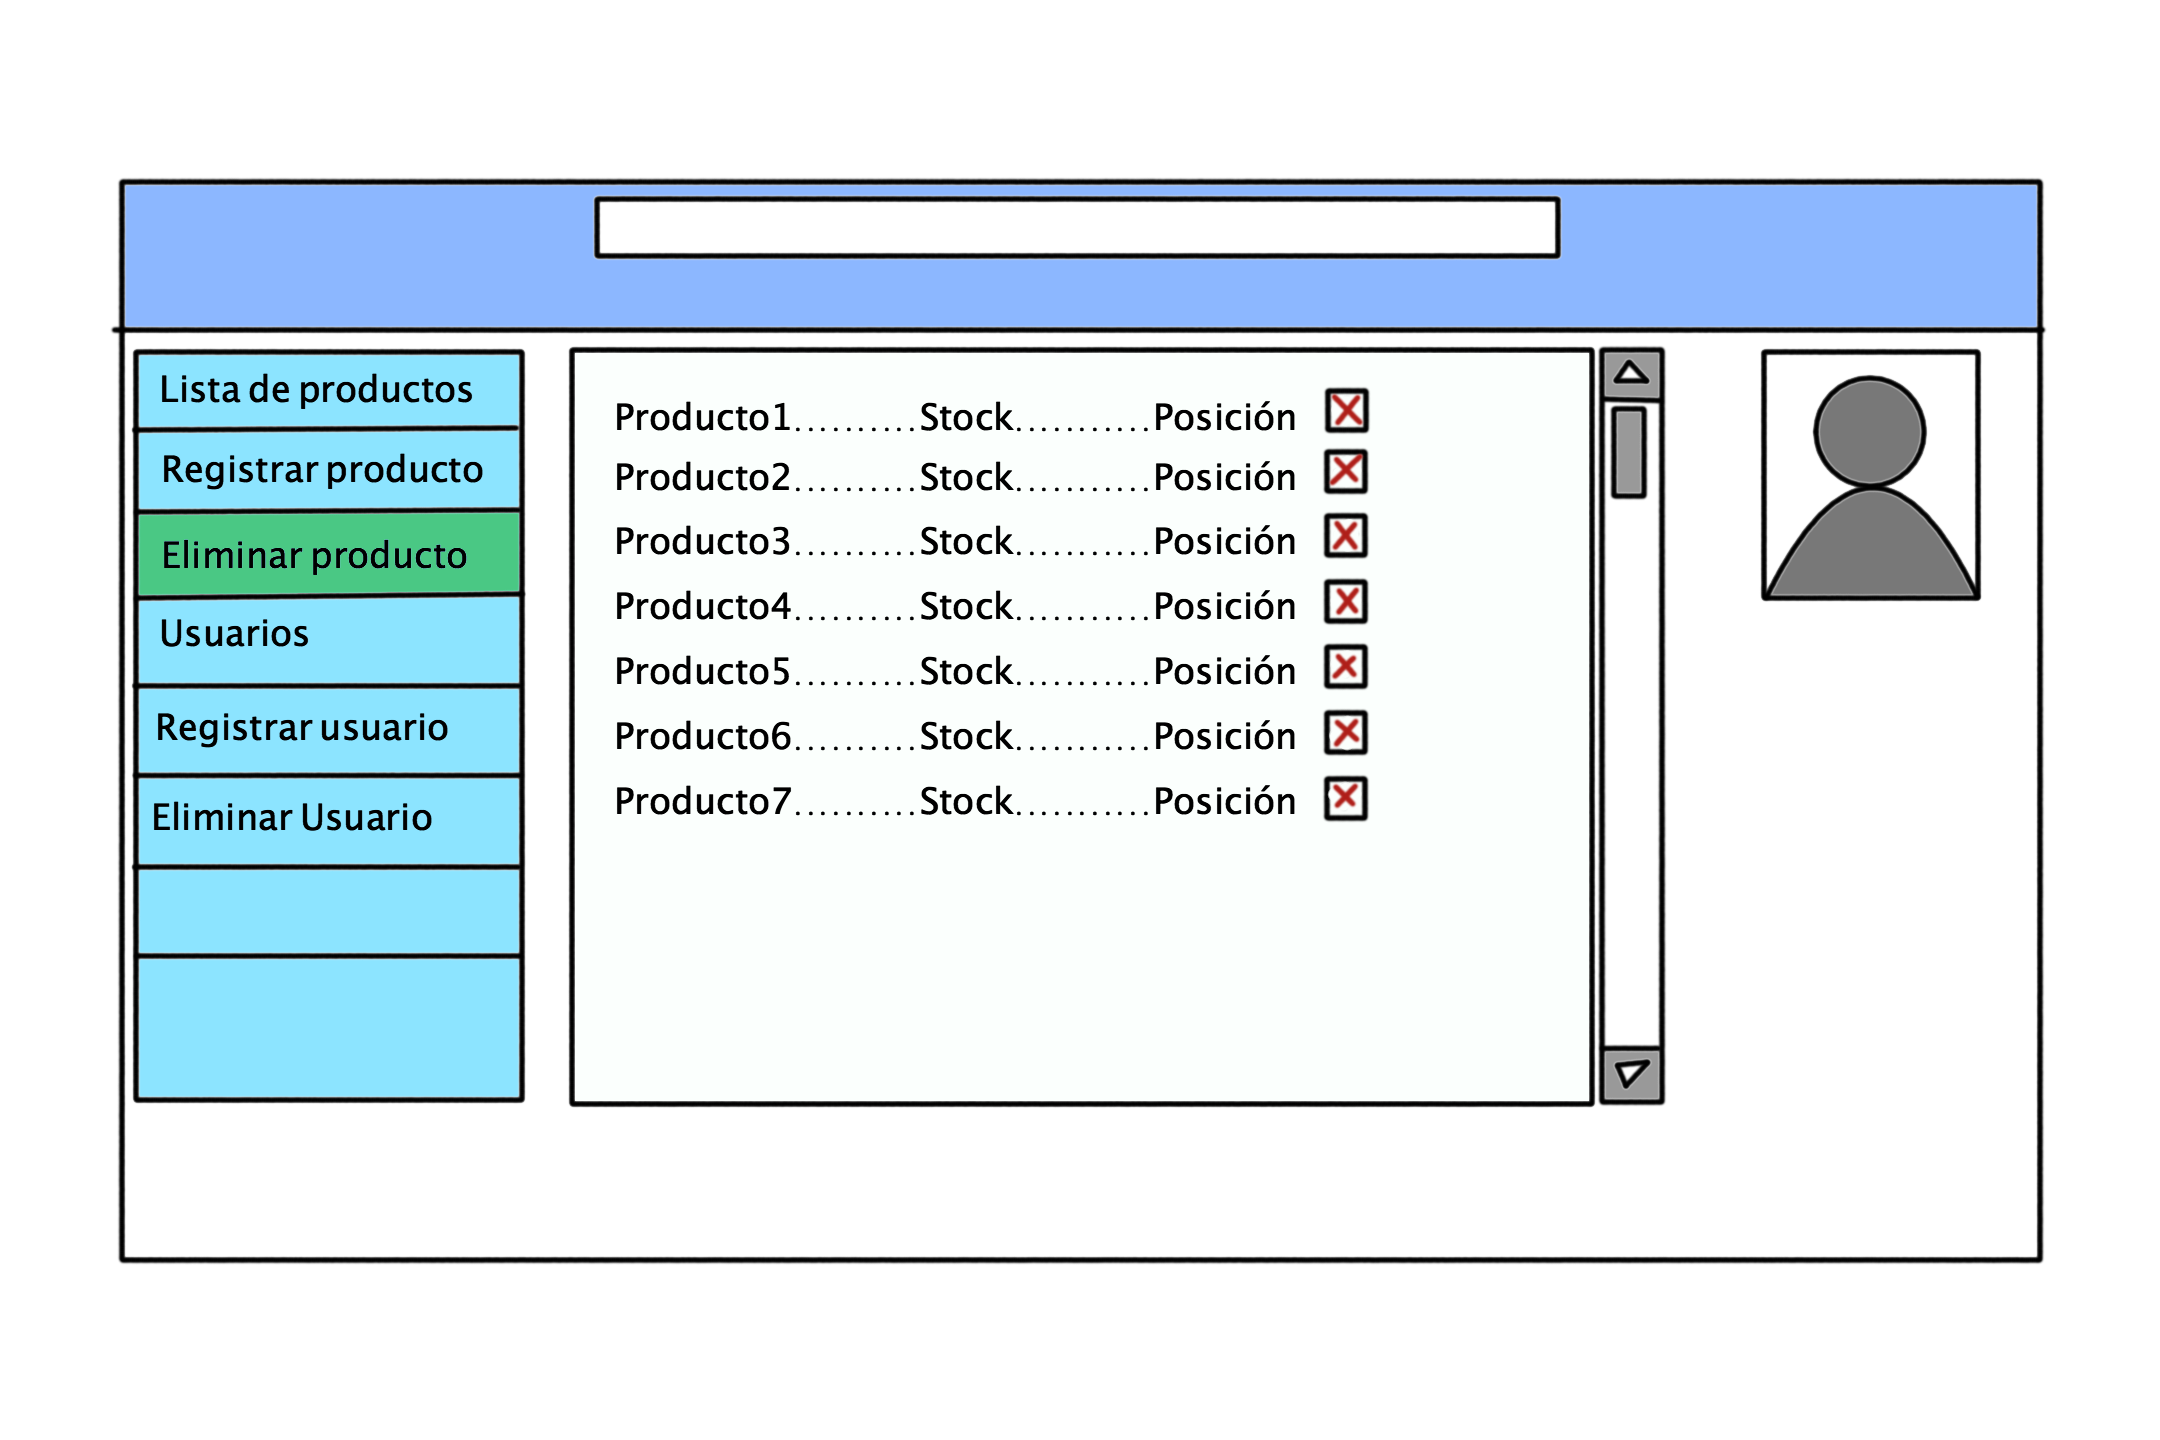 Lista de productos
Registrar producto
Eliminar producto
Usuarios
Registrar usuario
Eliminar Usuario
Producto1..........Stock...........Posición
Producto2..........Stock...........Posición
Producto3..........Stock...........Posición
Producto4..........Stock...........Posición
Producto5..........Stock...........Posición
Producto6..........Stock...........Posición
Producto7..........Stock...........Posición